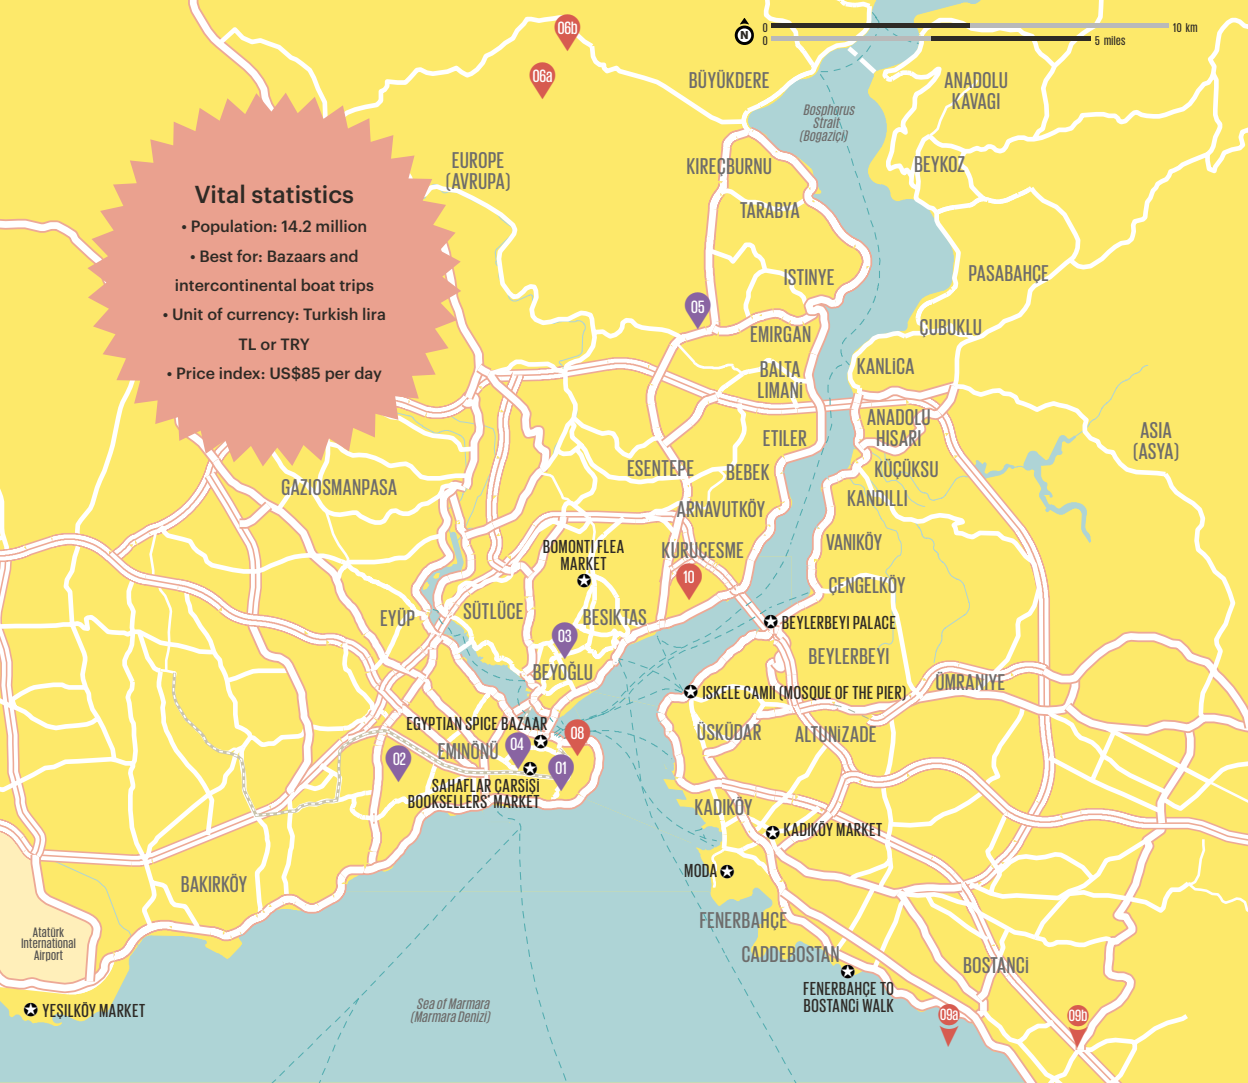 06b
06a
0
10 km
N
0
5 miles
BÜYÜKDERE
ANADOLU
KAVAGI
Bosphorus
Strait
(Bogaziçi)
EUROPE
(AVRUPA)
KIREÇBURNU
BEYKOZ
TARABYA
Vital statistics
• Population: 14.2 million
• Best for: Bazaars and
intercontinental boat trips
• Unit of currency: Turkish lira
TL or TRY
• Price index: US$85 per day
ISTINYE
PASABAHÇE
05
EMIRGAN
ÇUBUKLU
BALTA
LIMANİ
KANLİCA
ANADOLU
HISARI
ETILER
ASIA
(ASYA)
ESENTEPE
BEBEK
KÜÇÜKSU
GAZIOSMANPASA
KANDILLI
ARNAVUTKÖY
BOMONTI FLEA
MARKET
KURUÇESME
VANIKÖY
10
ÇENGELKÖY
EYÜP
SÜTLÜCE
BESIKTAS
BEYLERBEYI PALACE
03
BEYLERBEYI
BEYOĞLU
ISKELE CAMII (MOSQUE OF THE PIER)
ÜMRANIYE
EGYPTIAN SPICE BAZAAR
08
ÜSKÜDAR
ALTUNIZADE
EMINÖNÜ
04
02
01
SAHAFLAR ÇARSİŞİ
BOOKSELLERS' MARKET
KADIKÖY
KADIKÖY MARKET
MODA
BAKIRKÖY
FENERBAHÇE
Atatürk
International
Airport
CADDEBOSTAN
BOSTANCİ
FENERBAHÇE TO
BOSTANCİ WALK
YEŞILKÖY MARKET
Sea of Marmara
(Marmara Denizi)
09a
09b